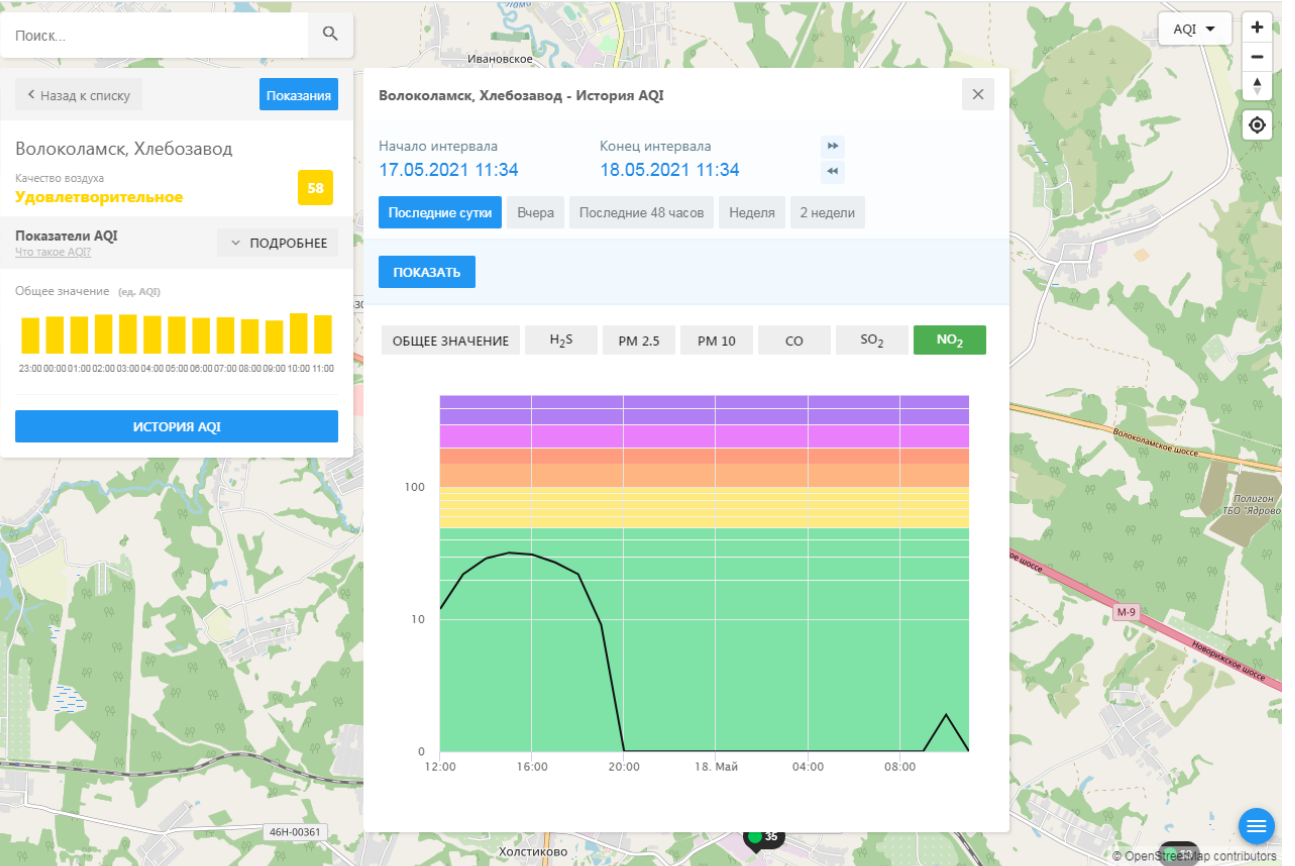 Поиск...
AQI
Ивановское
Назад к списку
Показания
Волоколамск, Хлебозавод
Качество воздуха
Удовлетворительное
58
Показатели AQI
Что такое AQI?
ПОДРОБНЕЕ
Общее значение (ед. AQI)
23:00 00:00 01:00 02:00 03:00 04:00 05:00 06:00 07:00 08:00 09:00 10:00 11:00
ИСТОРИЯ AQI
Волоколамск, Хлебозавод - История AQI
Начало интервала
17.05.2021 11:34
Конец интервала
18.05.2021 11:34
Последние сутки
Вчера
Последние 48 часов
Неделя
2 недели
ПОКАЗАТЬ
ОБЩЕЕ ЗНАЧЕНИЕ
H2S
PM 2.5
PM 10
CO
SO2
NO2
100
10
0
12:00 16:00 20:00 18. Май 04:00 08:00
Волоколамское шоссе
Полигон
ТБО "Ядрово
М-9
Новорижское шоссе
46Н-00361
35
Холстиково
© OpenStreetMap contributors